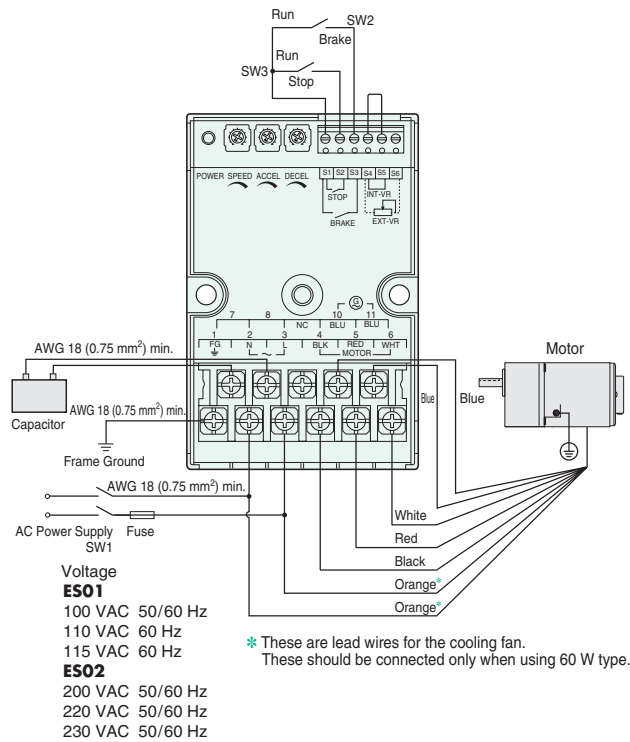 Run
SW2
Brake
Run
SW3
Stop
POWER SPEED ACCEL DECEL
S1 S2 S3 S4 S5 S6
STOP
INT-VR
BRAKE
EXT-VR
G
7 8 NC 10 11
BLU BLU
1 2 3 4 5 6
FG N L BLK RED WHT
~ MOTOR
AWG 18 (0.75 mm²) min.
Capacitor
AWG 18 (0.75 mm²) min.
Frame Ground
Blue
Blue
Motor
AWG 18 (0.75 mm²) min.
AC Power Supply
SW1
Fuse
White
Red
Black
Orange*
Orange*
Voltage
ES01
100 VAC 50/60 Hz
110 VAC 60 Hz
115 VAC 60 Hz
ES02
200 VAC 50/60 Hz
220 VAC 50/60 Hz
230 VAC 50/60 Hz
* These are lead wires for the cooling fan.
These should be connected only when using 60 W type.